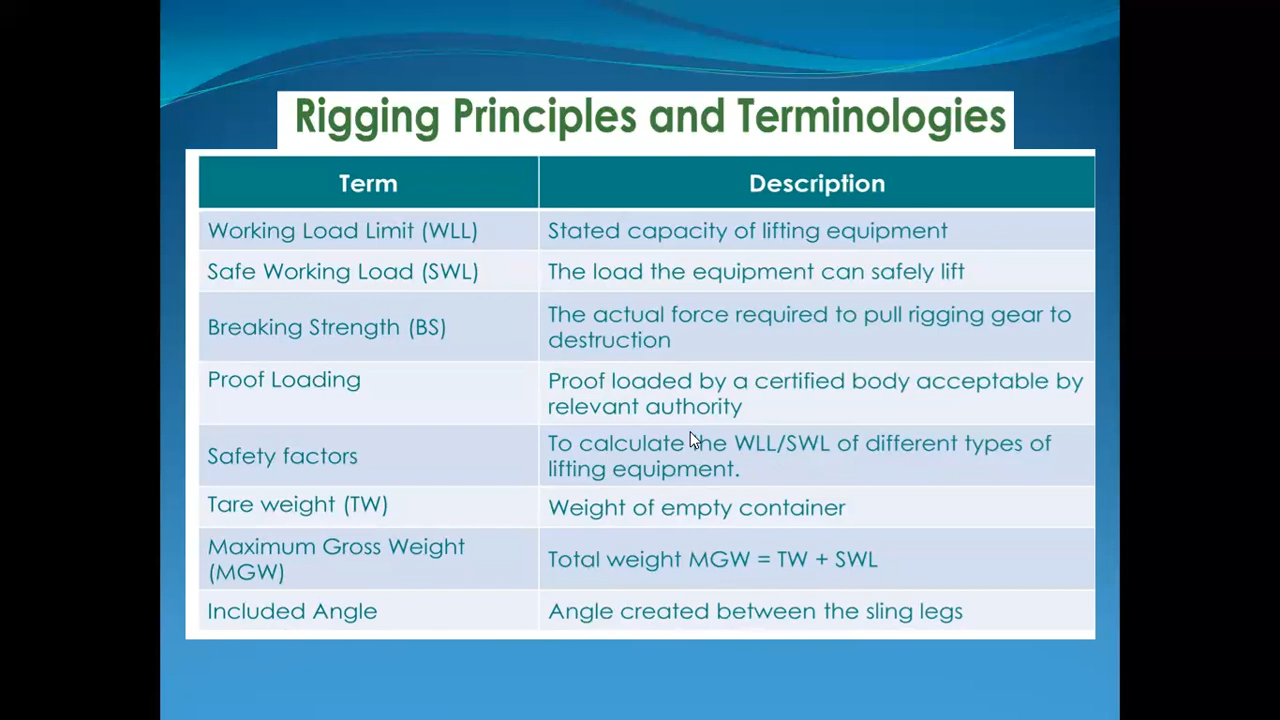 Rigging Principles and Terminologies
Term
Description
Working Load Limit (WLL)
Stated capacity of lifting equipment
Safe Working Load (SWL)
The load the equipment can safely lift
Breaking Strength (BS)
The actual force required to pull rigging gear to
destruction
Proof Loading
Proof loaded by a certified body acceptable by
relevant authority
Safety factors
To calculate the WLL/SWL of different types of
lifting equipment.
Tare weight (TW)
Weight of empty container
Maximum Gross Weight
(MGW)
Total weight MGW = TW + SWL
Included Angle
Angle created between the sling legs